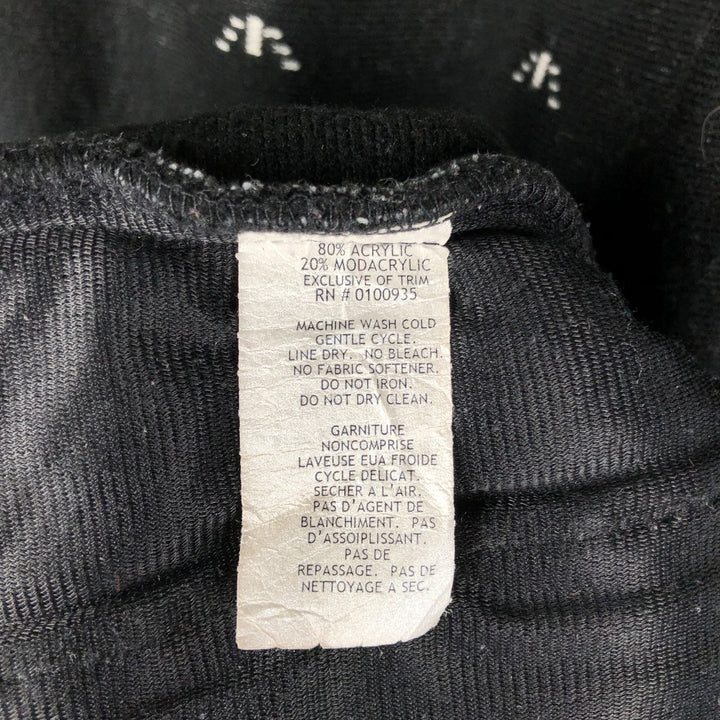 80% ACRYLIC
20% MODACRYLIC
EXCLUSIVE OF TRIM
RN # 0100935
MACHINE WASH COLD
GENTLE CYCLE.
LINE DRY. NO BLEACH.
NO FABRIC SOFTENER.
DO NOT IRON.
DO NOT DRY CLEAN.
GARNITURE
NONCOMPRISE
LAVEUSE EUA FROIDE
CYCLE DELICAT.
SECHER A L'AIR.
PAS D'AGENT DE
BLANCHIMENT. PAS
D'ASSOIPLISSANT.
PAS DE
REPASSAGE. PAS DE
NETTOYAGE A SEC.